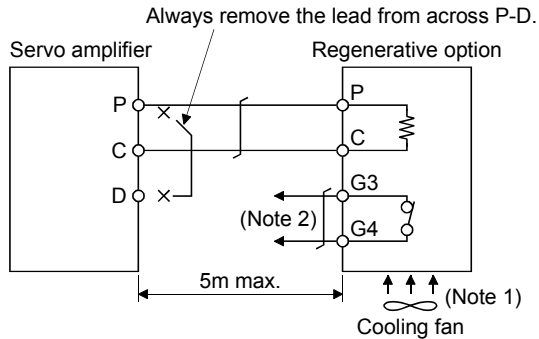 Always remove the lead from across P-D.
Servo amplifier
Regenerative option
P
P
C
C
D
G3
(Note 2)
G4
5m max.
(Note 1)
Cooling fan